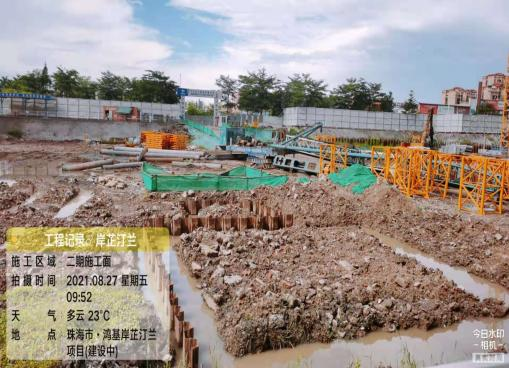 工程记录：岸芷汀兰
施工区域 二期施工面
拍摄时间 2021.08.27 星期五
09:52
天气 多云 23℃
地点 珠海市·鸿基岸芷汀兰
项目(建设中)
今日水印
-相机-